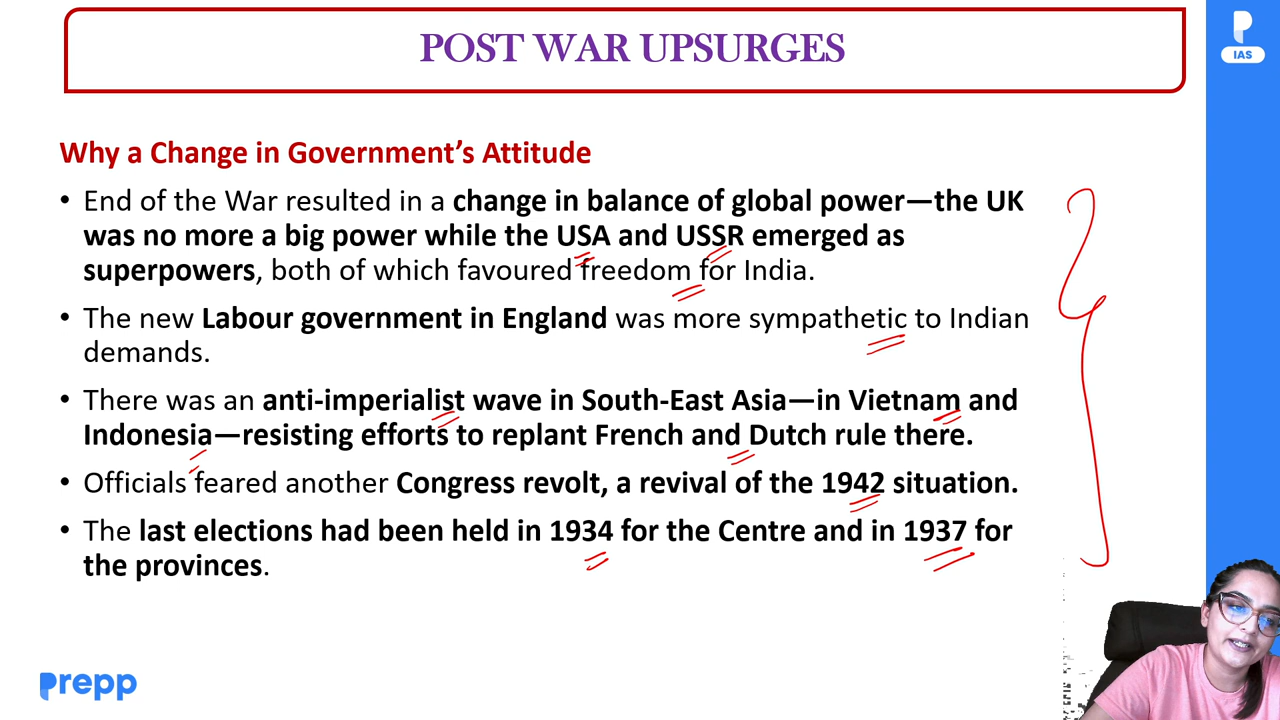 POST WAR UPSURGES
IAS
Why a Change in Government's Attitude
• End of the War resulted in a change in balance of global power—the UK
was no more a big power while the USA and USSR emerged as
superpowers, both of which favoured freedom for India.
• The new Labour government in England was more sympathetic to Indian
demands.
• There was an anti-imperialist wave in South-East Asia—in Vietnam and
Indonesia—resisting efforts to replant French and Dutch rule there.
• Officials feared another Congress revolt, a revival of the 1942 situation.
• The last elections had been held in 1934 for the Centre and in 1937 for
the provinces.
prepp